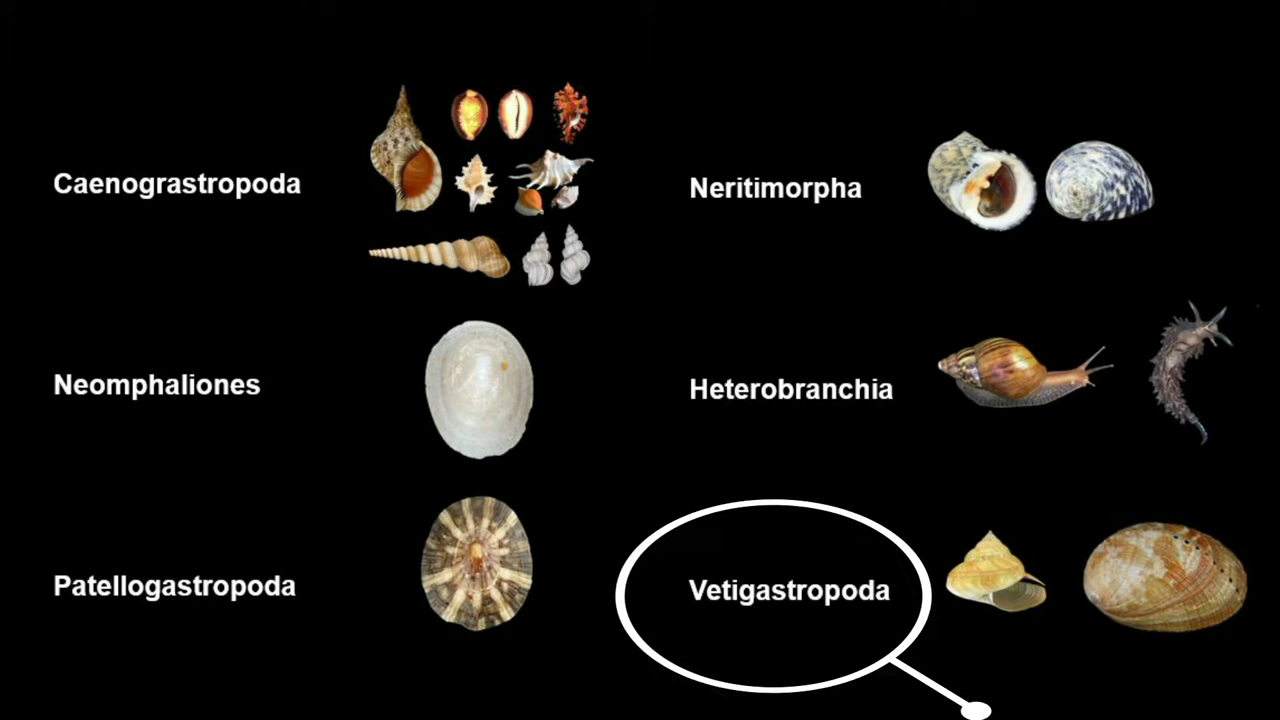 Caenograstropoda
Neritimorpha
Neomphaliones
Heterobranchia
Patellogastropoda
Vetigastropoda